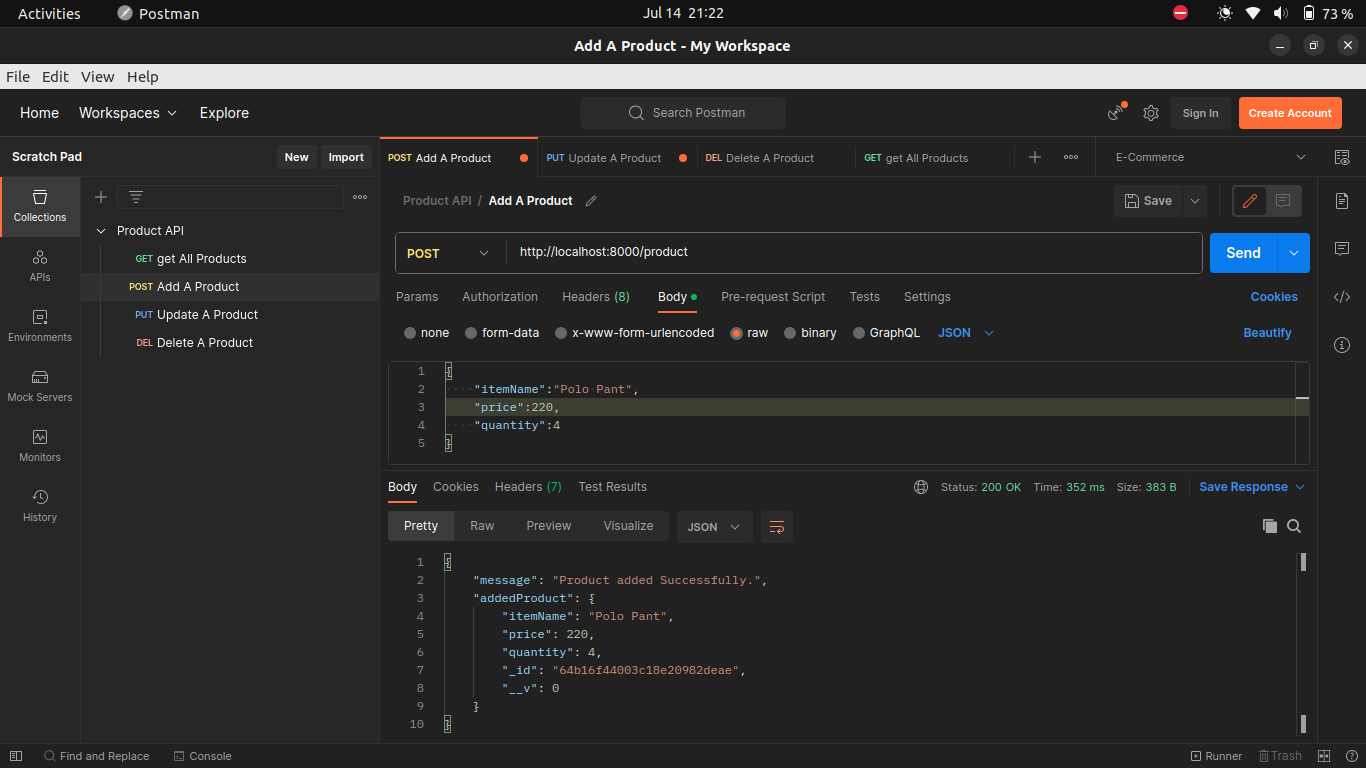 Activities Postman Jul 14 21:22 73 %
Add A Product - My Workspace
File Edit View Help
Home Workspaces Explore Search Postman Sign In Create Account
Scratch Pad New Import POST Add A Product PUT Update A Product DEL Delete A Product GET get All Products E-Commerce
Collections
APIs
Environments
Mock Servers
Monitors
History
Product API
GET get All Products
POST Add A Product
PUT Update A Product
DEL Delete A Product
Product API / Add A Product Save
POST http://localhost:8000/product Send
Params Authorization Headers (8) Body Pre-request Script Tests Settings Cookies
none form-data x-www-form-urlencoded raw binary GraphQL JSON Beautify
1 {
2 "itemName":"Polo Pant",
3 "price":220,
4 "quantity":4
5 }
Body Cookies Headers (7) Test Results Status: 200 OK Time: 352 ms Size: 383 B Save Response
Pretty Raw Preview Visualize JSON
1 {
2 "message": "Product added Successfully.",
3 "addedProduct": {
4 "itemName": "Polo Pant",
5 "price": 220,
6 "quantity": 4,
7 "_id": "64b16f44003c18e20982deae",
8 "__v": 0
9 }
10 }
Find and Replace Console Runner Trash